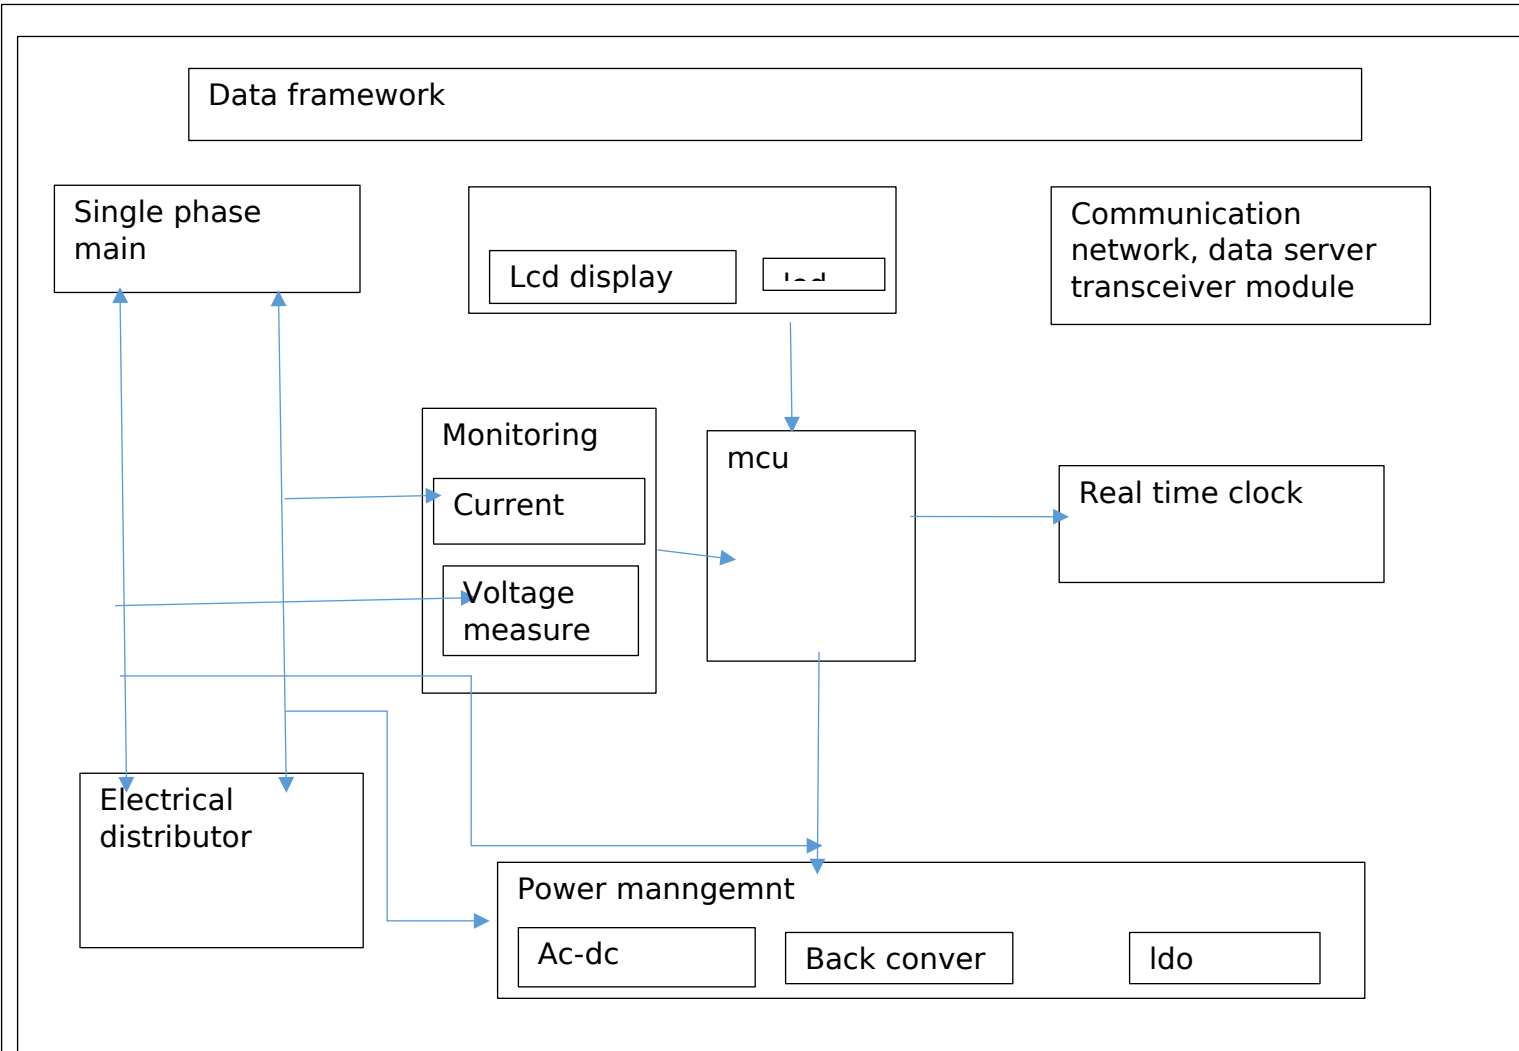 Data framework
Single phase
main
Lcd display
Communication
network, data server
transceiver module
Monitoring
Current
Voltage
measure
mcu
Real time clock
Electrical
distributor
Power manngemnt
Ac-dc
Back conver
ldo